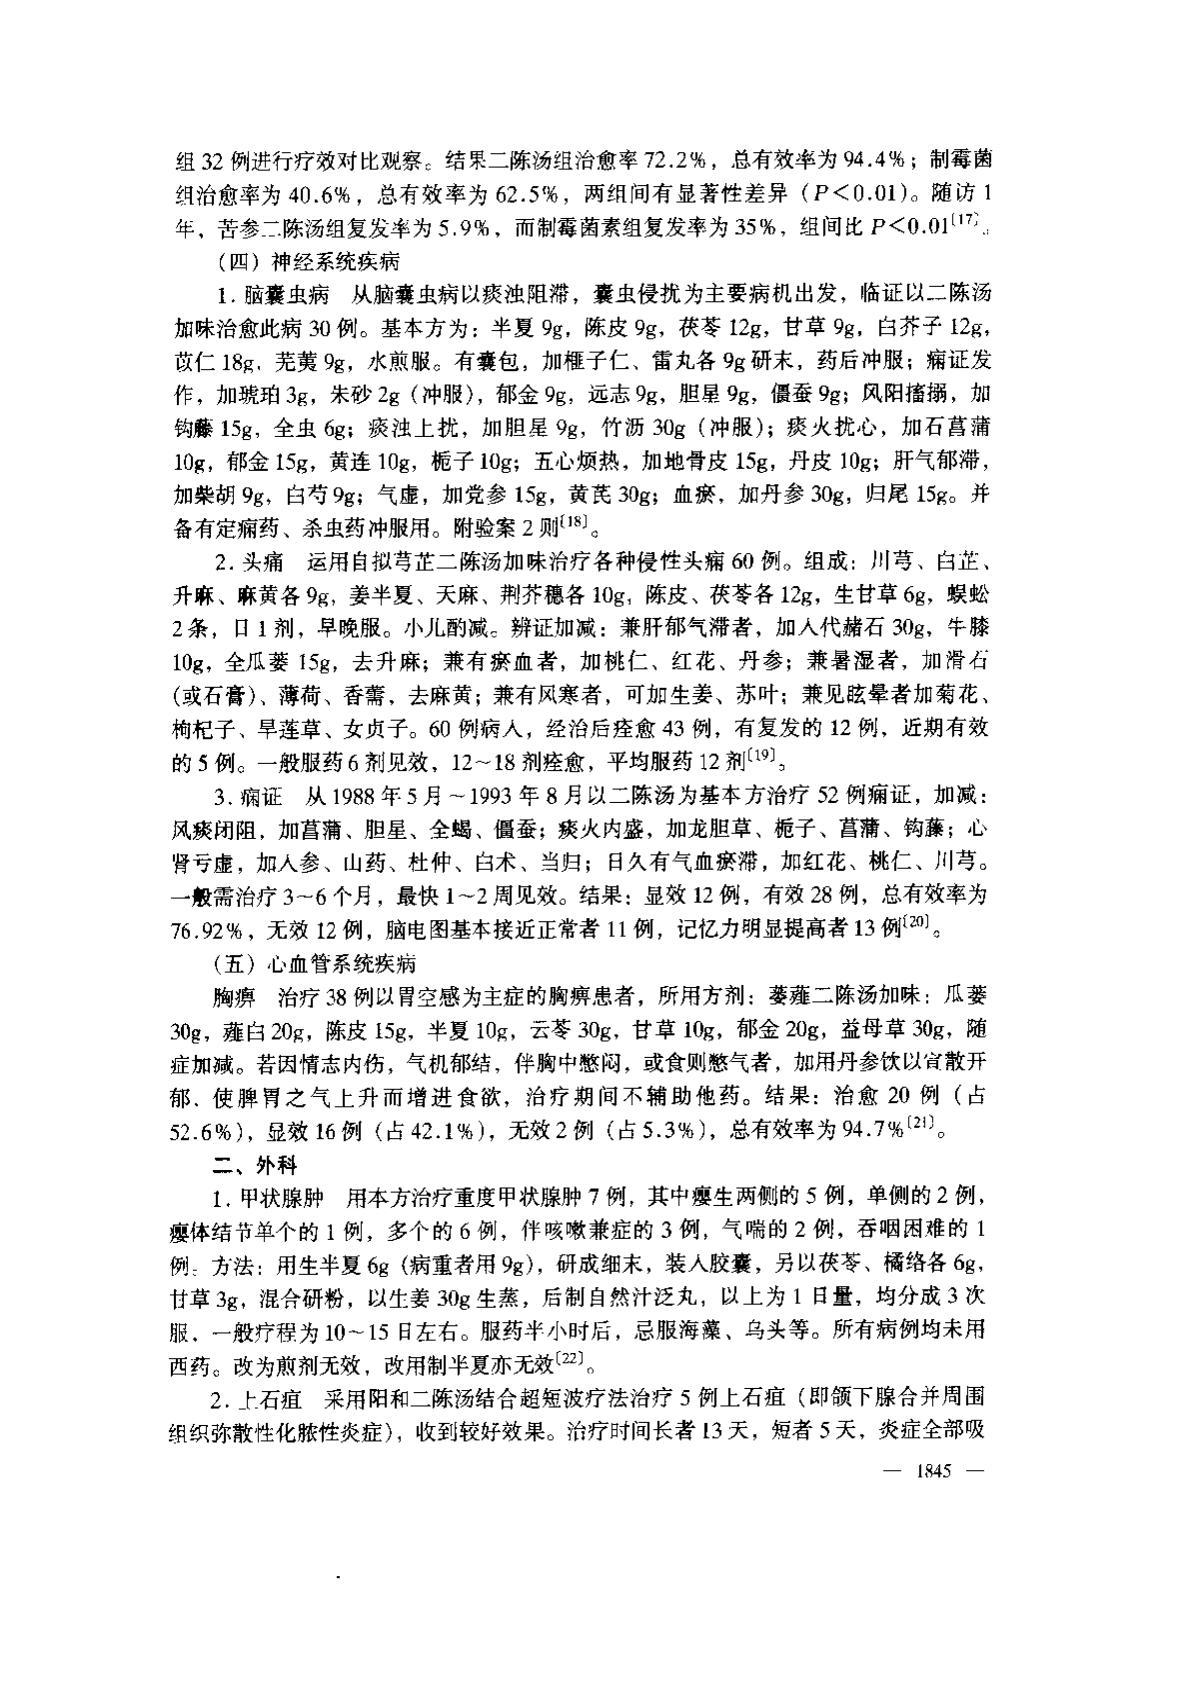 组 32 例进行疗效对比观察。结果二陈汤组治愈率 72.2%，总有效率为 94.4%；制霉菌
组治愈率为 40.6%，总有效率为 62.5%，两组间有显著性差异（P＜0.01）。随访 1
年，苦参二陈汤组复发率为 5.9%，而制霉菌素组复发率为 35%，组间比 P＜0.01〔17〕。
（四）神经系统疾病
1. 脑囊虫病　从脑囊虫病以痰浊阻滞，囊虫侵扰为主要病机出发，临证以二陈汤
加味治愈此病 30 例。基本方为：半夏 9g，陈皮 9g，茯苓 12g，甘草 9g，白芥子 12g，
苡仁 18g，芜荑 9g，水煎服。有囊包，加榧子仁、雷丸各 9g 研末，药后冲服；痫证发
作，加琥珀 3g，朱砂 2g（冲服），郁金 9g，远志 9g，胆星 9g，僵蚕 9g；风阳搐搦，加
钩藤 15g，全虫 6g；痰浊上扰，加胆星 9g，竹沥 30g（冲服）；痰火扰心，加石菖蒲
10g，郁金 15g，黄连 10g，栀子 10g；五心烦热，加地骨皮 15g，丹皮 10g；肝气郁滞，
加柴胡 9g，白芍 9g；气虚，加党参 15g，黄芪 30g；血瘀，加丹参 30g，归尾 15g。并
备有定痫药、杀虫药冲服用。附验案 2 则〔18〕。
2. 头痛　运用自拟芎芷二陈汤加味治疗各种侵性头痛 60 例。组成：川芎、白芷、
升麻、麻黄各 9g，姜半夏、天麻、荆芥穗各 10g，陈皮、茯苓各 12g，生甘草 6g，蜈蚣
2 条，日 1 剂，早晚服。小儿酌减。辨证加减：兼肝郁气滞者，加入代赭石 30g，牛膝
10g，全瓜蒌 15g，去升麻；兼有瘀血者，加桃仁、红花、丹参；兼暑湿者，加滑石
（或石膏）、薄荷、香薷，去麻黄；兼有风寒者，可加生姜、苏叶；兼见眩晕者加菊花、
枸杞子、旱莲草、女贞子。60 例病人，经治后痊愈 43 例，有复发的 12 例，近期有效
的 5 例。一般服药 6 剂见效，12～18 剂痊愈，平均服药 12 剂〔19〕。
3. 痫证　从 1988 年 5 月～1993 年 8 月以二陈汤为基本方治疗 52 例痫证，加减：
风痰闭阻，加菖蒲、胆星、全蝎、僵蚕；痰火内盛，加龙胆草、栀子、菖蒲、钩藤；心
肾亏虚，加人参、山药、杜仲、白术、当归；日久有气血瘀滞，加红花、桃仁、川芎。
一般需治疗 3～6 个月，最快 1～2 周见效。结果：显效 12 例，有效 28 例，总有效率为
76.92%，无效 12 例，脑电图基本接近正常者 11 例，记忆力明显提高者 13 例〔20〕。
（五）心血管系统疾病
胸痹　治疗 38 例以胃空感为主症的胸痹患者，所用方剂：蒌薤二陈汤加味：瓜蒌
30g，薤白 20g，陈皮 15g，半夏 10g，云苓 30g，甘草 10g，郁金 20g，益母草 30g，随
症加减。若因情志内伤，气机郁结，伴胸中憋闷，或食则憋气者，加用丹参饮以宣散开
郁，使脾胃之气上升而增进食欲，治疗期间不辅助他药。结果：治愈 20 例（占
52.6%），显效 16 例（占 42.1%），无效 2 例（占 5.3%），总有效率为 94.7%〔21〕。
二、外科
1. 甲状腺肿　用本方治疗重度甲状腺肿 7 例，其中瘿生两侧的 5 例，单侧的 2 例，
瘿体结节单个的 1 例，多个的 6 例，伴咳嗽兼症的 3 例，气喘的 2 例，吞咽困难的 1
例。方法：用生半夏 6g（病重者用 9g），研成细末，装入胶囊，另以茯苓、橘络各 6g，
甘草 3g，混合研粉，以生姜 30g 生蒸，后制自然汁泛丸，以上为 1 日量，均分成 3 次
服，一般疗程为 10～15 日左右。服药半小时后，忌服海藻、乌头等。所有病例均未用
西药。改为煎剂无效，改用制半夏亦无效〔22〕。
2. 上石疽　采用阳和二陈汤结合超短波疗法治疗 5 例上石疽（即颌下腺合并周围
组织弥散性化脓性炎症），收到较好效果。治疗时间长者 13 天，短者 5 天，炎症全部吸
— 1845 —